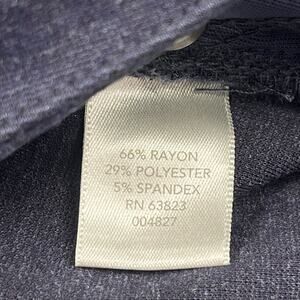 66% RAYON
29% POLYESTER
5% SPANDEX
RN 63823
004827